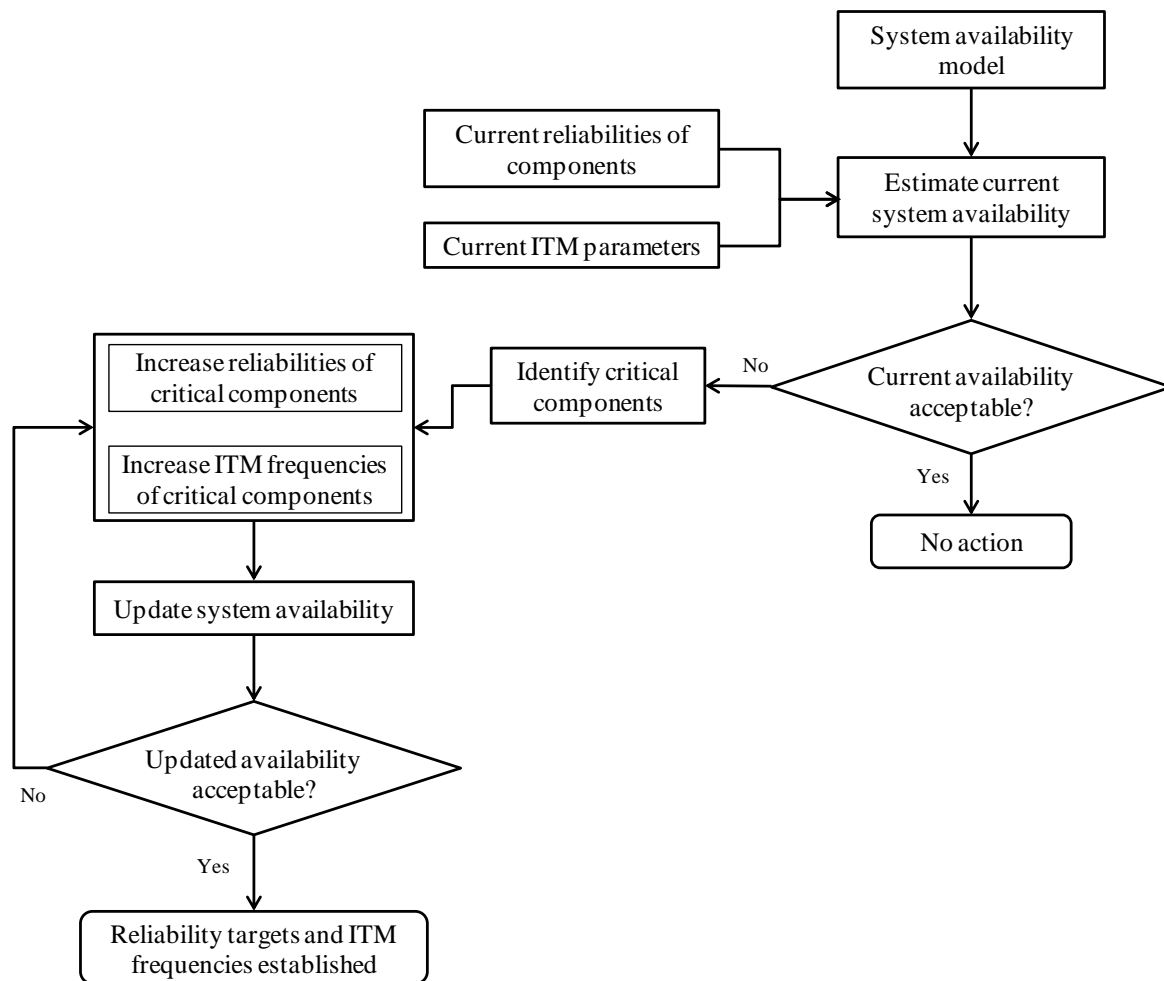 System availability
model
Current reliabilities of
components
Estimate current
system availability
Current ITM parameters
Increase reliabilities of
critical components
Identify critical
components
No
Current availability
acceptable?
Increase ITM frequencies
of critical components
Yes
No action
Update system availability
Updated availability
acceptable?
No
Yes
Reliability targets and ITM
frequencies established